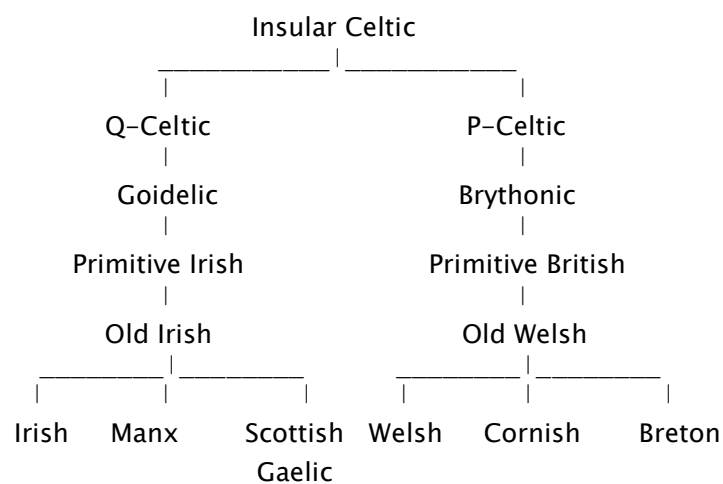 Insular Celtic
Q-Celtic P-Celtic
Goidelic Brythonic
Primitive Irish Primitive British
Old Irish Old Welsh
Irish Manx Scottish Welsh Cornish Breton
Gaelic